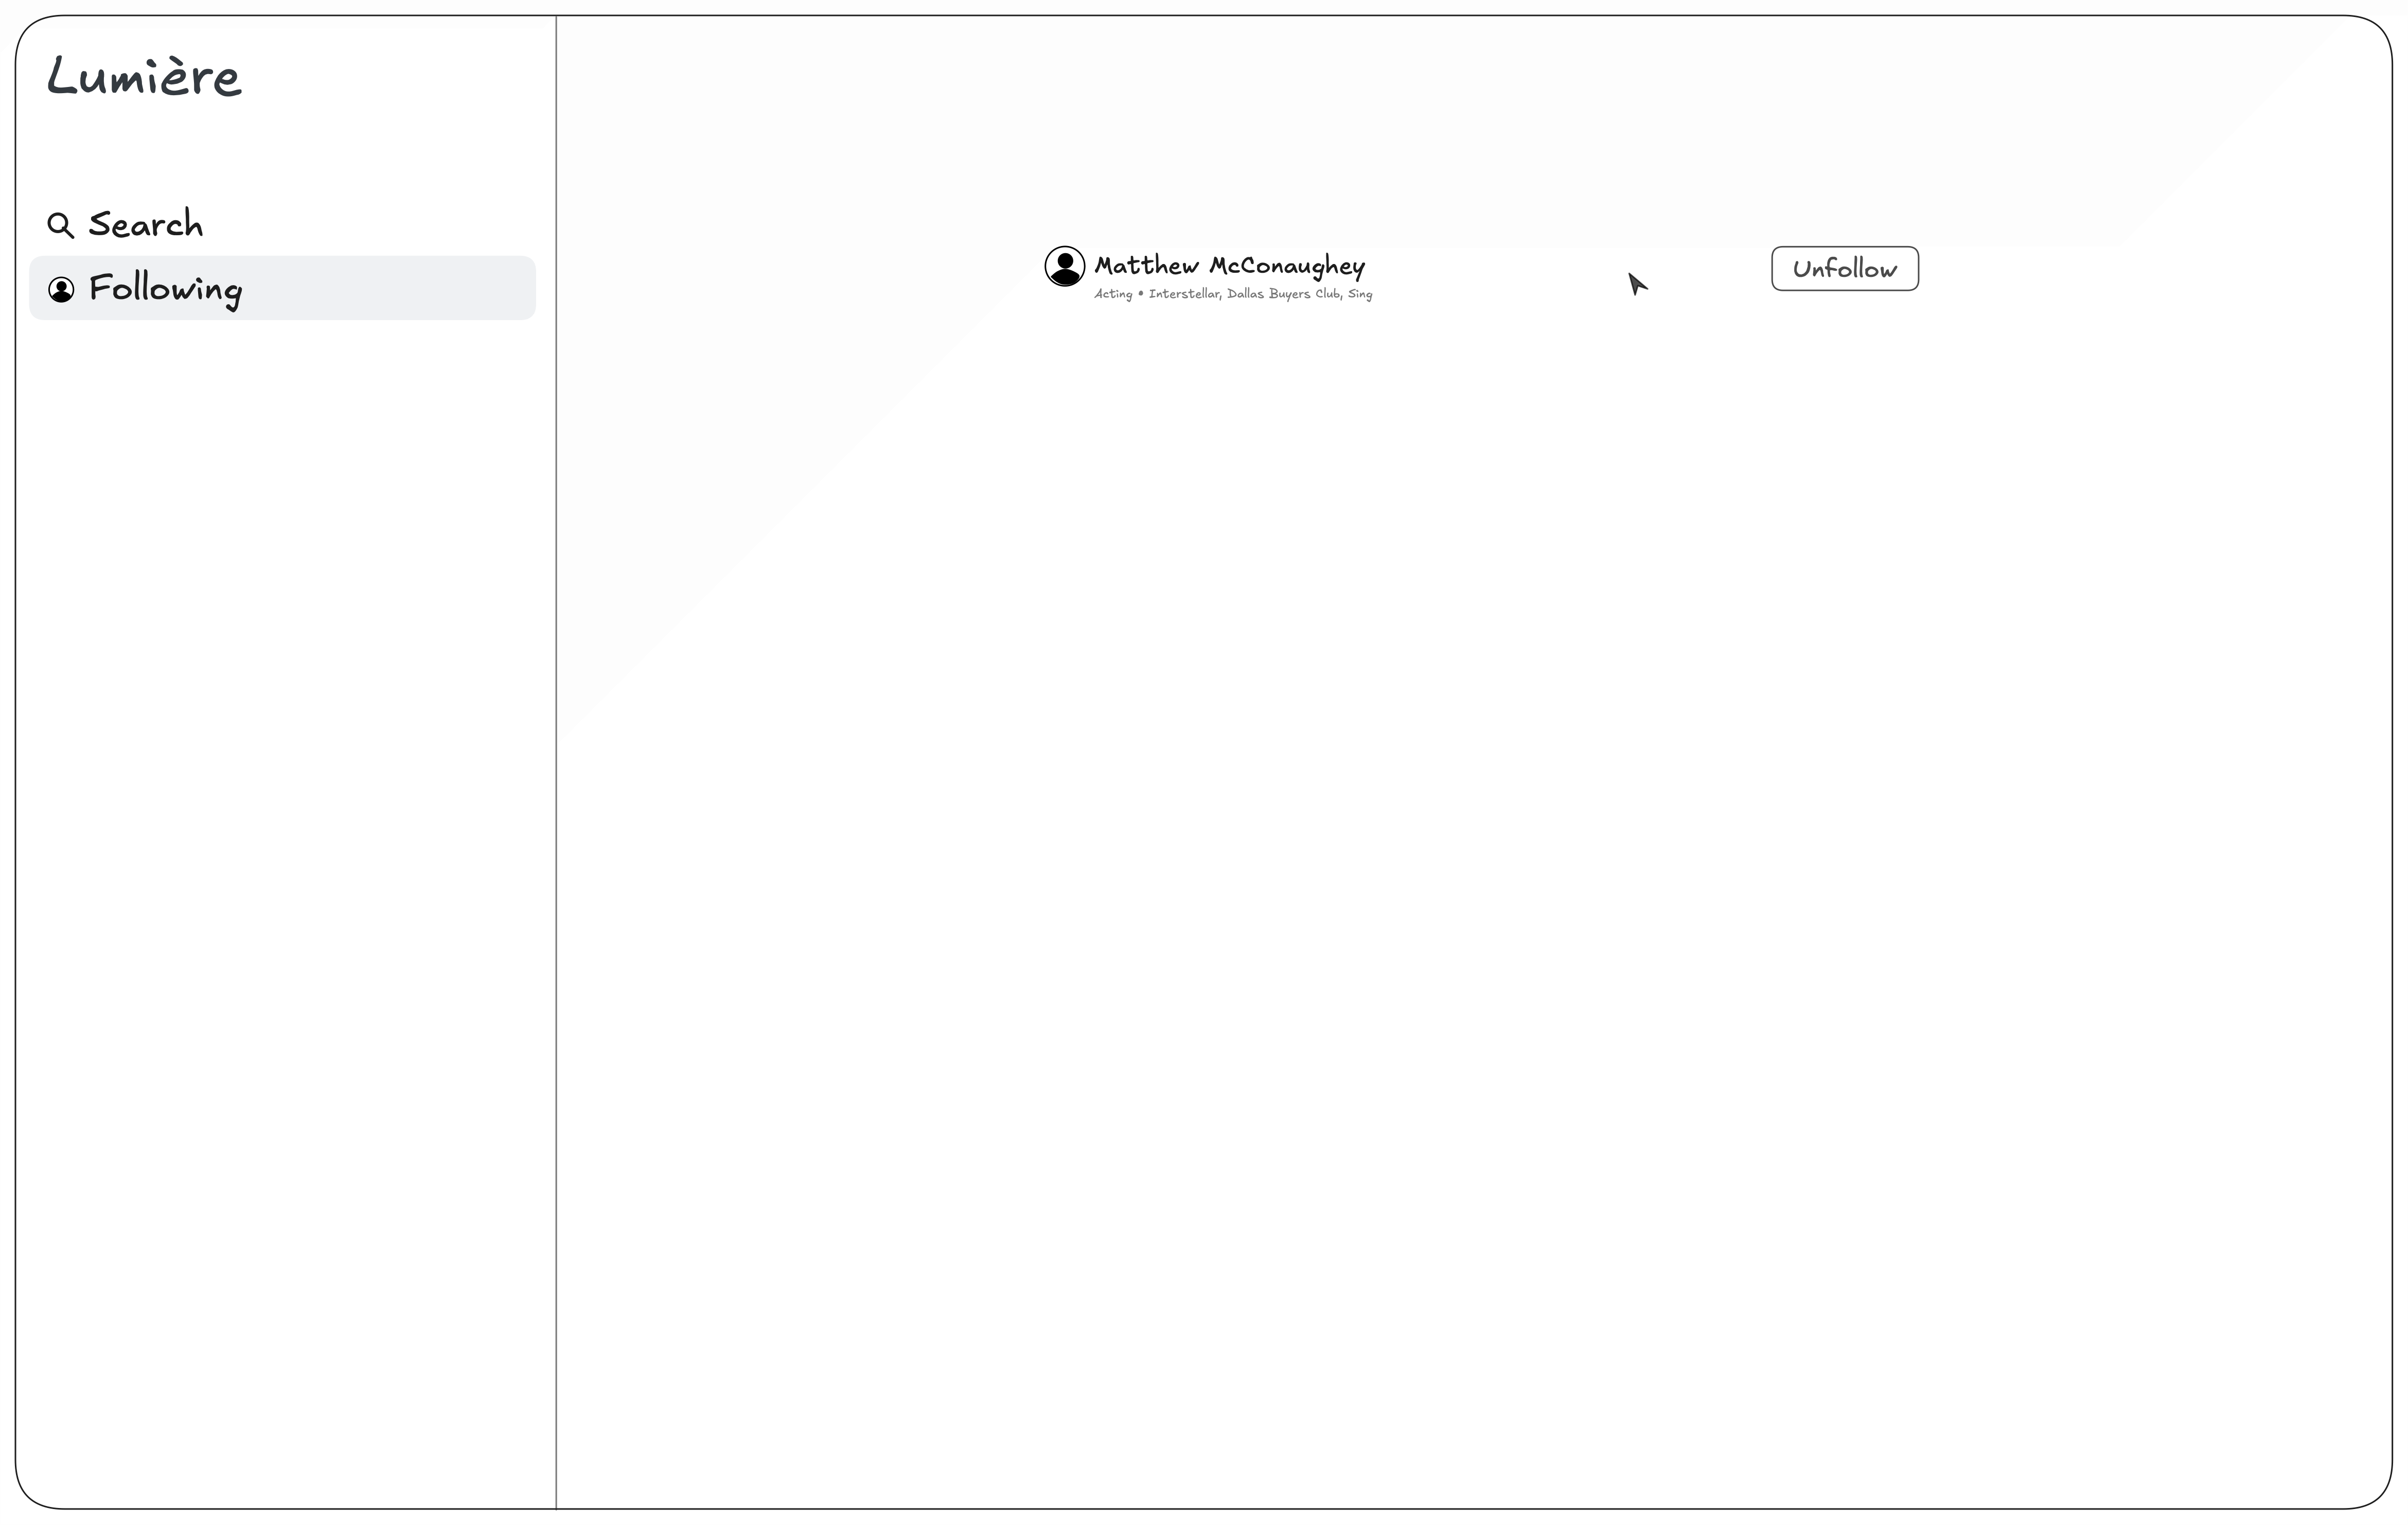 Lumière
Search
Following
Matthew McConaughey
Acting • Interstellar, Dallas Buyers Club, Sing
Unfollow